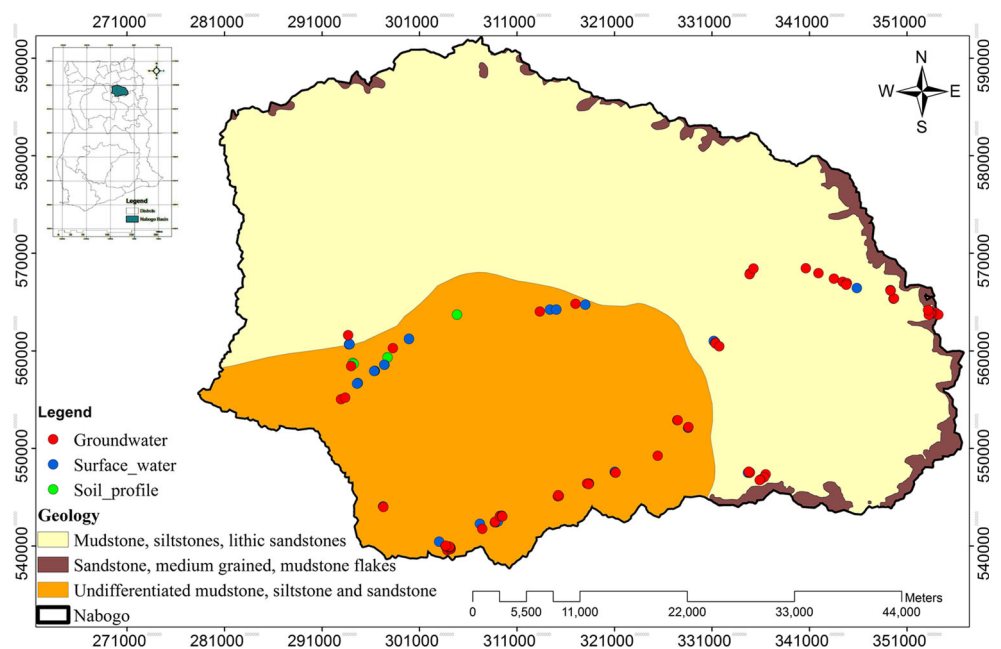 271000 281000 291000 301000 311000 321000 331000 341000 351000
590000
580000
570000
560000
550000
540000
590000
580000
570000
560000
550000
540000
N
W E
S
Legend
Districts
Nabogo Basin
Legend
Groundwater
Surface_water
Soil_profile
Geology
Mudstone, siltstones, lithic sandstones
Sandstone, medium grained, mudstone flakes
Undifferentiated mudstone, siltstone and sandstone
Nabogo
Meters
0 5,500 11,000 22,000 33,000 44,000
271000 281000 291000 301000 311000 321000 331000 341000 351000